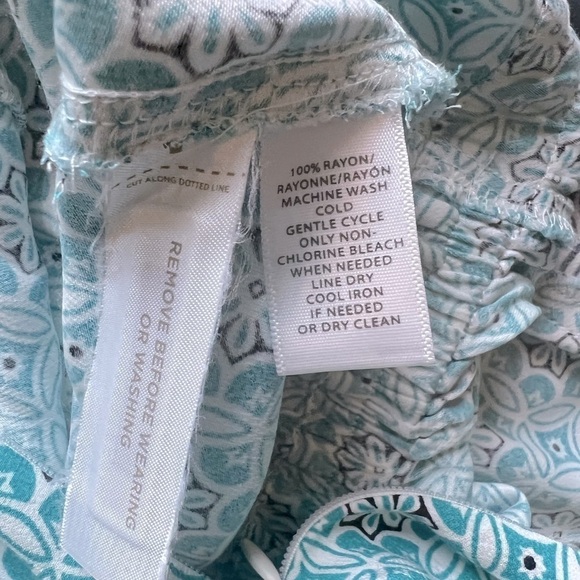 CUT ALONG DOTTED LINE
REMOVE BEFORE WEARING
OR WASHING
100% RAYON/
RAYONNE/RAYÓN
MACHINE WASH
COLD
GENTLE CYCLE
ONLY NON-
CHLORINE BLEACH
WHEN NEEDED
LINE DRY
COOL IRON
IF NEEDED
OR DRY CLEAN